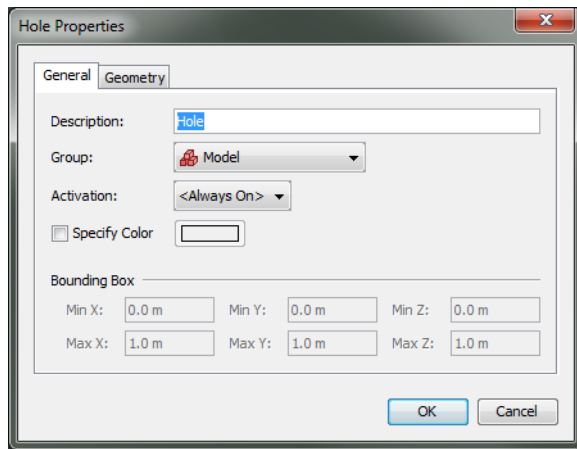 Hole Properties
General Geometry
Description: Hole
Group: Model
Activation: <Always On>
Specify Color
Bounding Box
Min X: 0.0 m Min Y: 0.0 m Min Z: 0.0 m
Max X: 1.0 m Max Y: 1.0 m Max Z: 1.0 m
OK Cancel